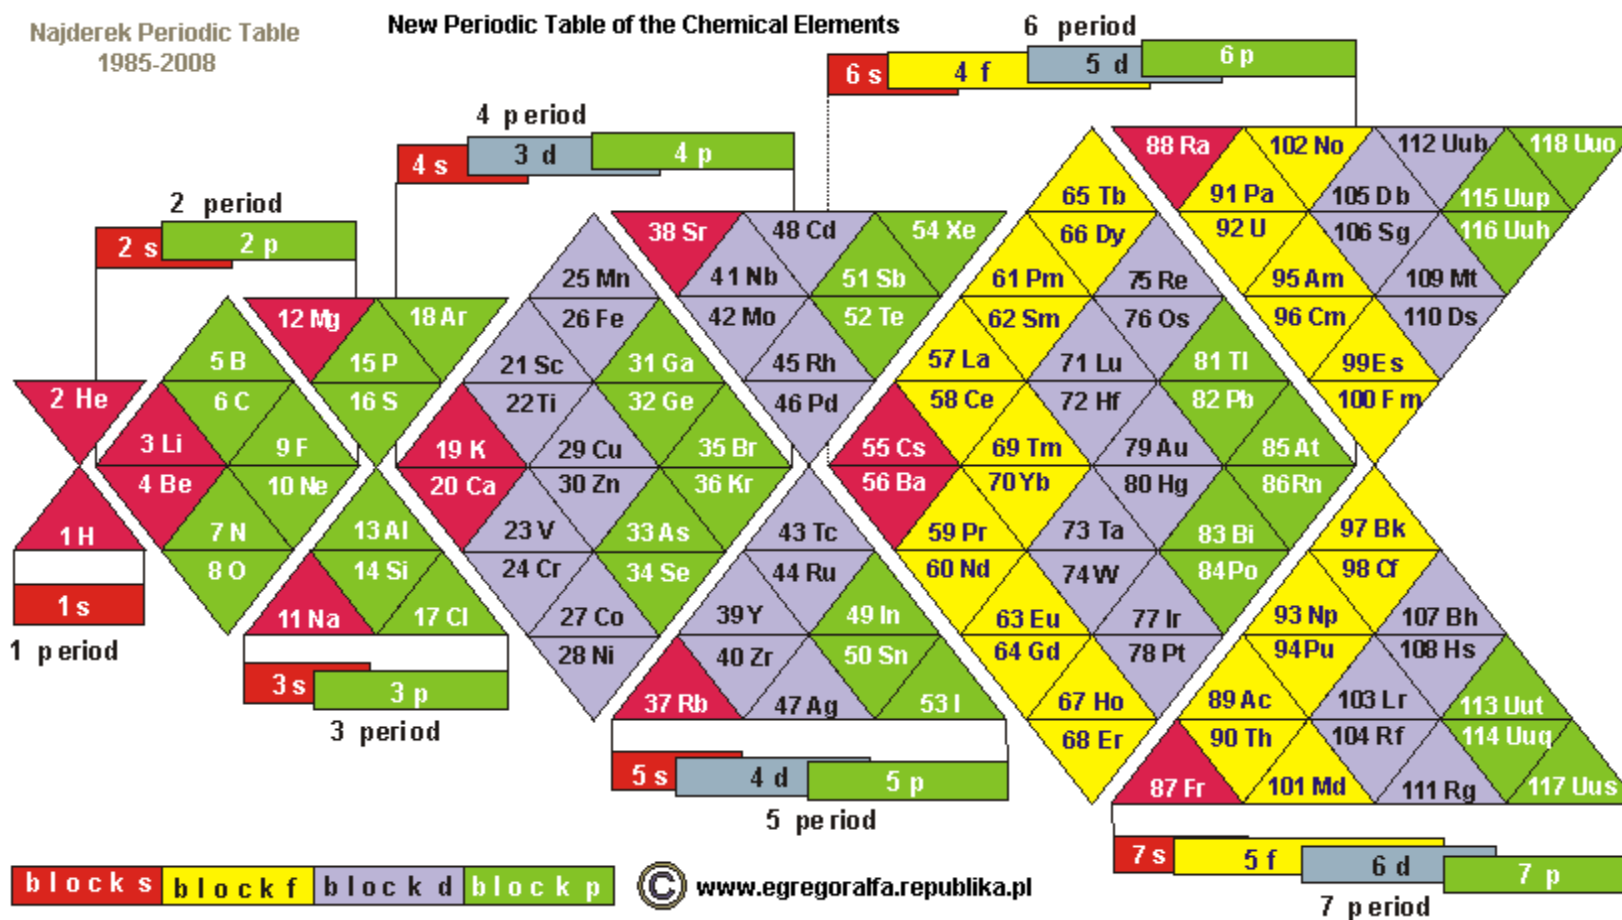 Najderek Periodic Table
1985-2008
New Periodic Table of the Chemical Elements
6 period
6 s 4 f 5 d 6 p
4 period
4 s 3 d 4 p
2 period
2 s 2 p
88 Ra 102 No 112 Uub 118 Uuo
65 Tb 91 Pa 105 Db 115 Uup
38 Sr 48 Cd 54 Xe 66 Dy 92 U 106 Sg 116 Uuh
25 Mn 41 Nb 51 Sb 61 Pm 75 Re 95 Am 109 Mt
12 Mg 18 Ar 26 Fe 42 Mo 52 Te 62 Sm 76 Os 96 Cm 110 Ds
5 B 15 P 21 Sc 31 Ga 45 Rh 57 La 71 Lu 81 Tl 99 Es
2 He 6 C 16 S 22 Ti 32 Ge 46 Pd 58 Ce 72 Hf 82 Pb 100 Fm
3 Li 9 F 19 K 29 Cu 35 Br 55 Cs 69 Tm 79 Au 85 At
4 Be 10 Ne 20 Ca 30 Zn 36 Kr 56 Ba 70 Yb 80 Hg 86 Rn
1 H 7 N 13 Al 23 V 33 As 43 Tc 59 Pr 73 Ta 83 Bi 97 Bk
8 O 14 Si 24 Cr 34 Se 44 Ru 60 Nd 74 W 84 Po 98 Cf
1 s 11 Na 17 Cl 27 Co 39 Y 49 In 63 Eu 77 Ir 93 Np 107 Bh
1 period
28 Ni 40 Zr 50 Sn 64 Gd 78 Pt 94 Pu 108 Hs
3 s 3 p
37 Rb 47 Ag 53 I 67 Ho 89 Ac 103 Lr 113 Uut
3 period
68 Er 90 Th 104 Rf 114 Uuq
5 s 4 d 5 p
87 Fr 101 Md 111 Rg 117 Uus
5 period
7 s 5 f 6 d 7 p
7 period
block s block f block d block p
© www.egregoralfa.republika.pl